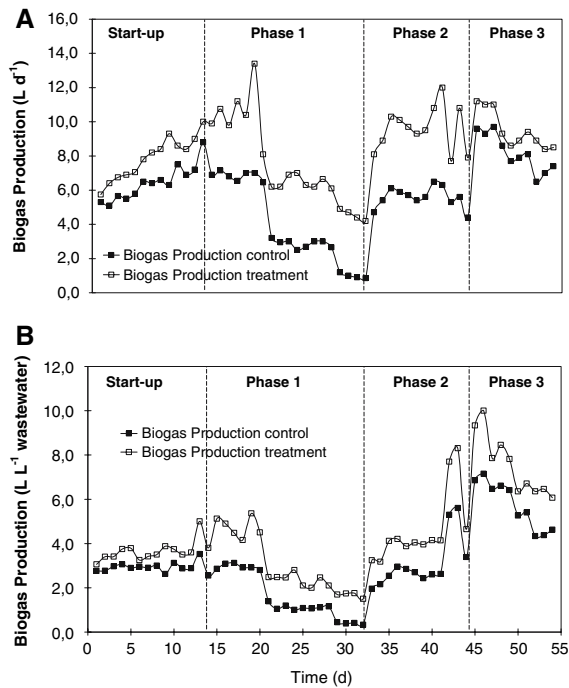 A
Biogas Production (L d-1)
16,0
14,0
12,0
10,0
8,0
6,0
4,0
2,0
0,0
Start-up
Phase 1
Phase 2
Phase 3
Biogas Production control
Biogas Production treatment
B
Biogas Production (L L-1 wastewater)
12,0
10,0
8,0
6,0
4,0
2,0
0,0
Start-up
Phase 1
Phase 2
Phase 3
Biogas Production control
Biogas Production treatment
0 5 10 15 20 25 30 35 40 45 50 55
Time (d)